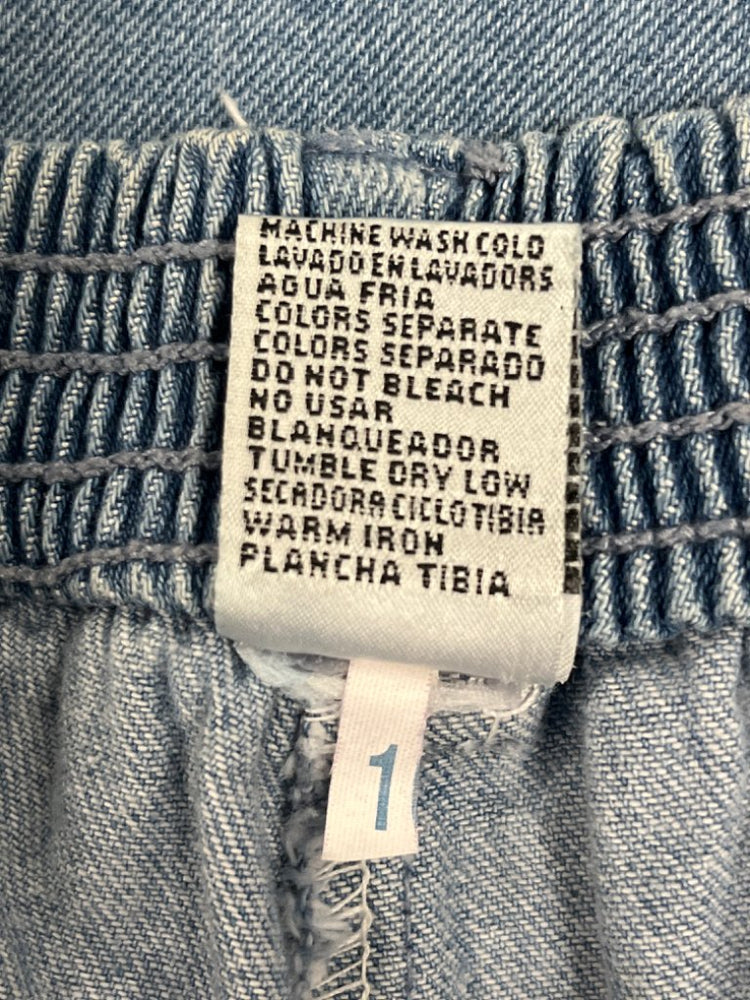 MACHINE WASH COLD
LAVADO EN LAVADORS
AGUA FRIA
COLORS SEPARATE
COLORS SEPARADO
DO NOT BLEACH
NO USAR
BLANQUEADOR
TUMBLE DRY LOW
SECADORA CICLO TIBIA
WARM IRON
PLANCHA TIBIA
1